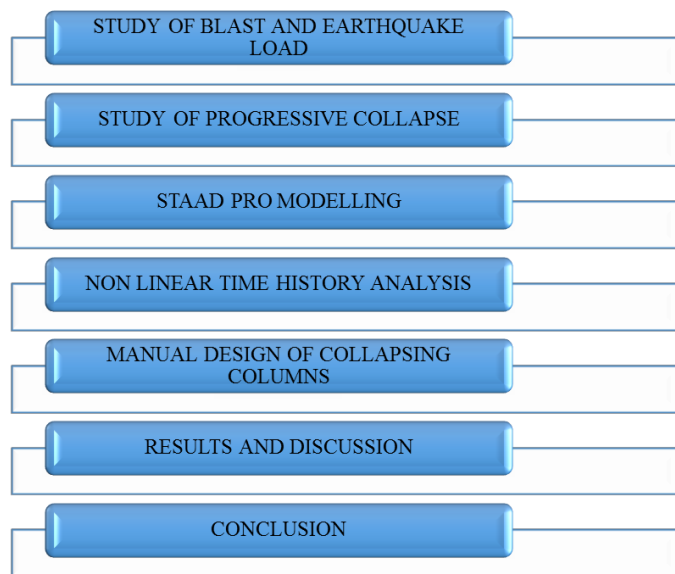 STUDY OF BLAST AND EARTHQUAKE
LOAD
STUDY OF PROGRESSIVE COLLAPSE
STAAD PRO MODELLING
NON LINEAR TIME HISTORY ANALYSIS
MANUAL DESIGN OF COLLAPSING
COLUMNS
RESULTS AND DISCUSSION
CONCLUSION